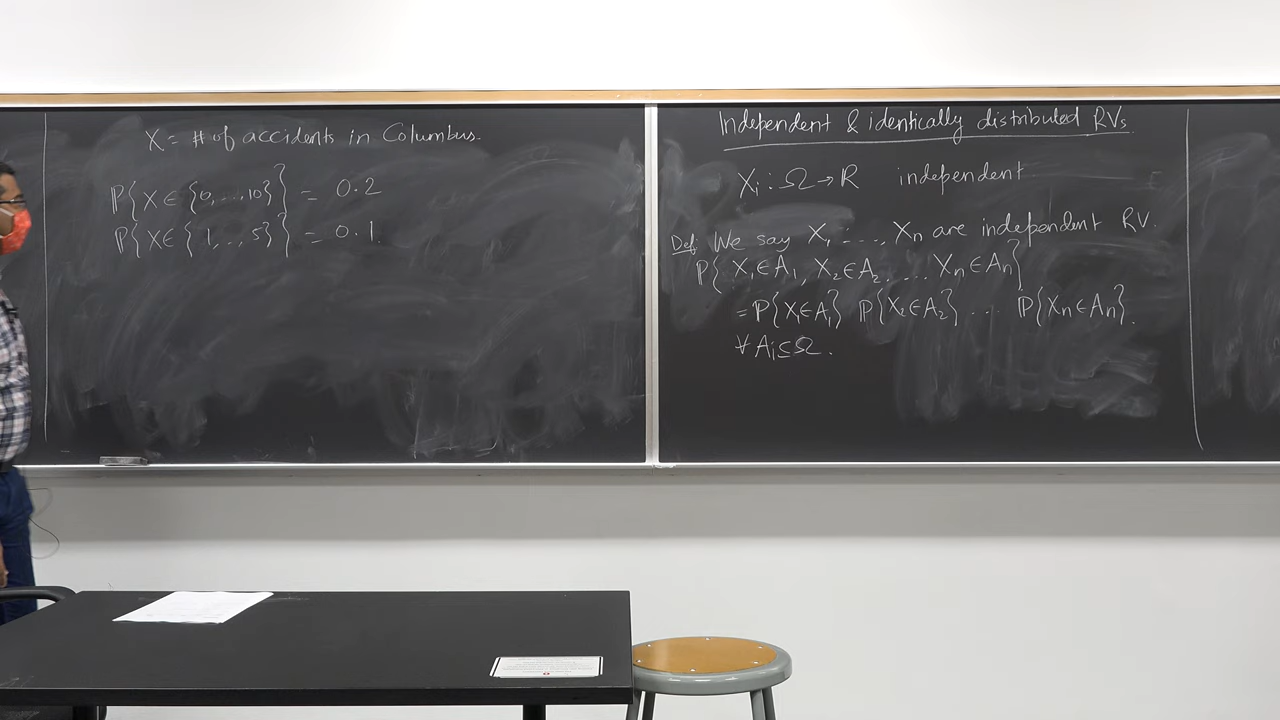 X = # of accidents in Columbus.
ℙ{X ∈ {0,...,10}} = 0.2
ℙ{X ∈ {1,..,5}} = 0.1.
Independent & identically distributed RVs
Xᵢ : Ω → ℝ independent
Def: We say X₁, ..., Xn are independent RV.
ℙ{X₁ ∈ A₁, X₂ ∈ A₂, ... Xn ∈ An}
= ℙ{X₁ ∈ A₁} ℙ{X₂ ∈ A₂} ... ℙ{Xn ∈ An}.
∀ Aᵢ ⊆ Ω.